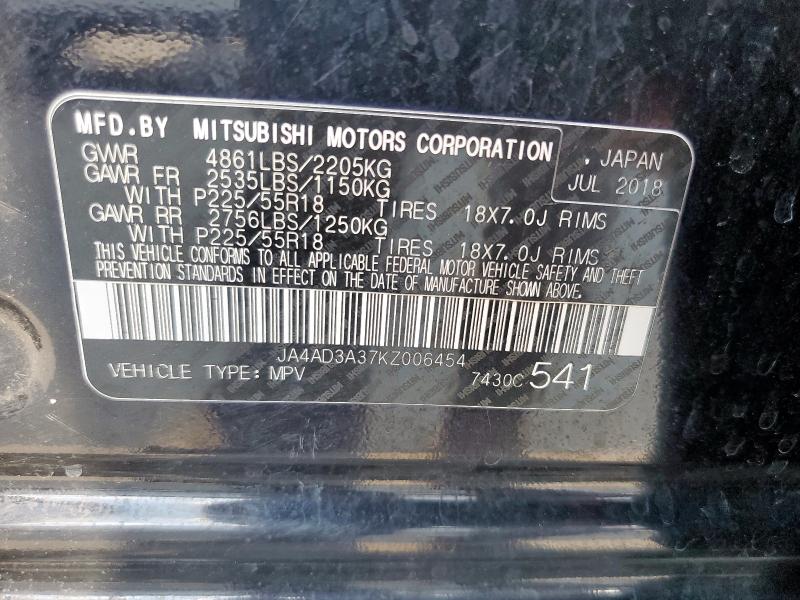 MFD.BY MITSUBISHI MOTORS CORPORATION
. JAPAN
JUL 2018
GVWR 4861LBS/2205KG
GAWR FR 2535LBS/1150KG
WITH P225/55R18 TIRES 18X7.0J RIMS
GAWR RR 2756LBS/1250KG
WITH P225/55R18 TIRES 18X7.0J RIMS
THIS VEHICLE CONFORMS TO ALL APPLICABLE FEDERAL MOTOR VEHICLE SAFETY AND THEFT
PREVENTION STANDARDS IN EFFECT ON THE DATE OF MANUFACTURE SHOWN ABOVE.
JA4AD3A37KZ006454
VEHICLE TYPE: MPV 7430C 541